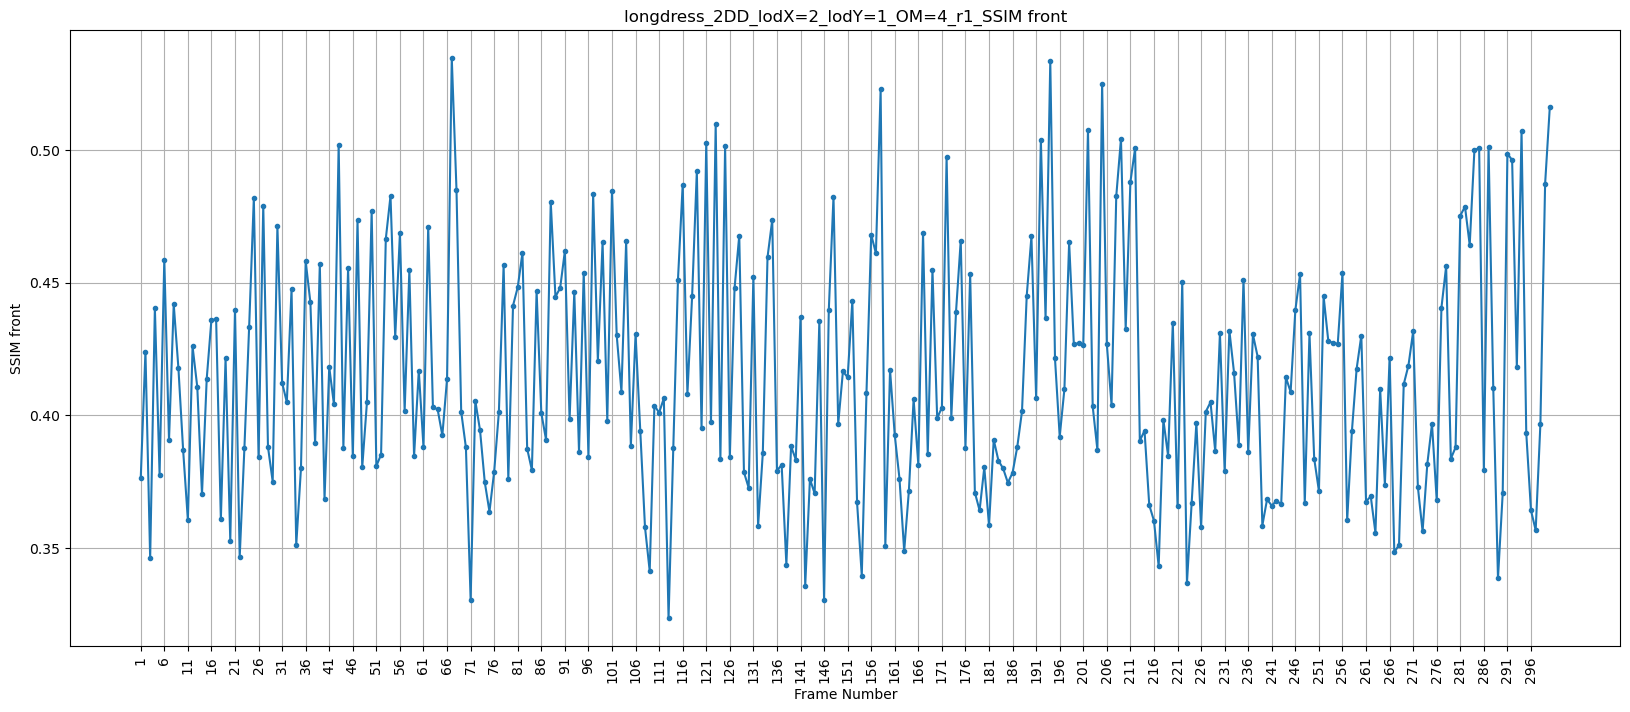 longdress_2DD_lodX=2_lodY=1_OM=4_r1_SSIM front
SSIM front
0.50
0.45
0.40
0.35
1 6 11 16 21 26 31 36 41 46 51 56 61 66 71 76 81 86 91 96 101 106 111 116 121 126 131 136 141 146 151 156 161 166 171 176 181 186 191 196 201 206 211 216 221 226 231 236 241 246 251 256 261 266 271 276 281 286 291 296
Frame Number